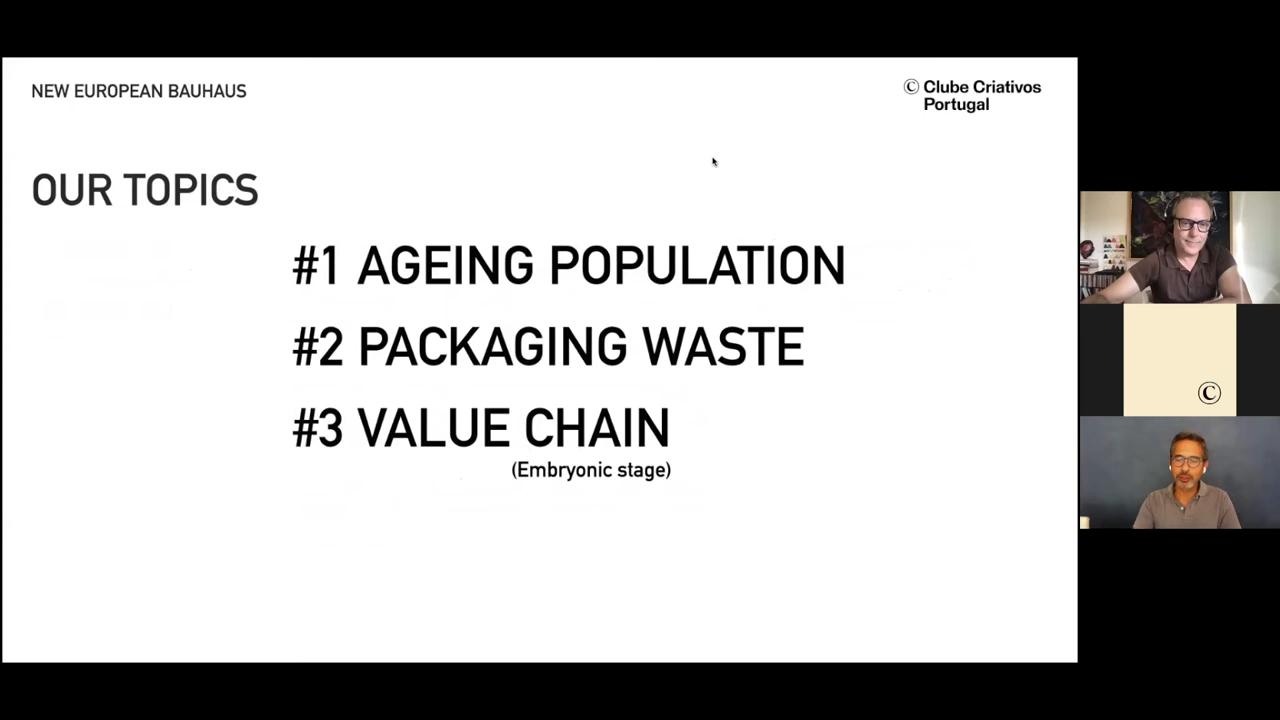 NEW EUROPEAN BAUHAUS
© Clube Criativos
Portugal
OUR TOPICS
#1 AGEING POPULATION
#2 PACKAGING WASTE
#3 VALUE CHAIN
(Embryonic stage)
©